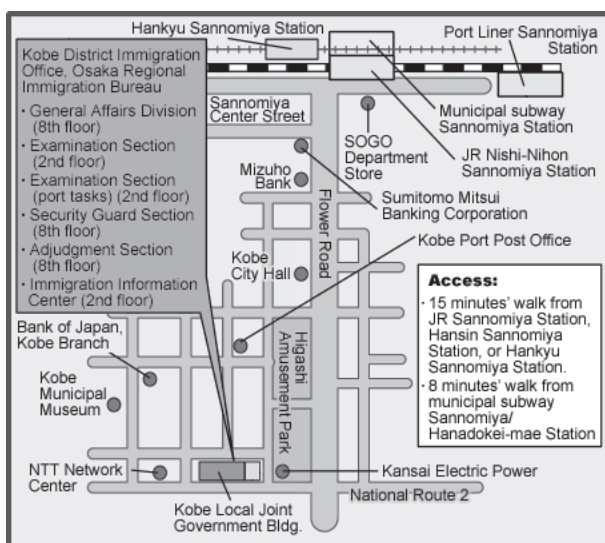 Hankyu Sannomiya Station
Port Liner Sannomiya
Station
Kobe District Immigration
Office, Osaka Regional
Immigration Bureau
· General Affairs Division
(8th floor)
· Examination Section
(2nd floor)
· Examination Section
(port tasks) (2nd floor)
· Security Guard Section
(8th floor)
· Adjudgment Section
(8th floor)
· Immigration Information
Center (2nd floor)
Sannomiya
Center Street
Municipal subway
Sannomiya Station
SOGO
Department
Store
JR Nishi-Nihon
Sannomiya Station
Mizuho
Bank
Sumitomo Mitsui
Banking Corporation
Flower Road
Kobe Port Post Office
Kobe
City Hall
Access:
· 15 minutes' walk from
JR Sannomiya Station,
Hansin Sannomiya
Station, or Hankyu
Sannomiya Station.
· 8 minutes' walk from
municipal subway
Sannomiya/
Hanadokei-mae Station
Bank of Japan,
Kobe Branch
Higashi
Amusement Park
Kobe
Municipal
Museum
NTT Network
Center
Kansai Electric Power
National Route 2
Kobe Local Joint
Government Bldg.